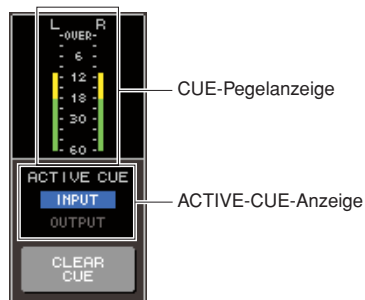 L R
-OVER-
6
12
18
30
60
CUE-Pegelanzeige
ACTIVE CUE
INPUT
ACTIVE-CUE-Anzeige
OUTPUT
CLEAR
CUE